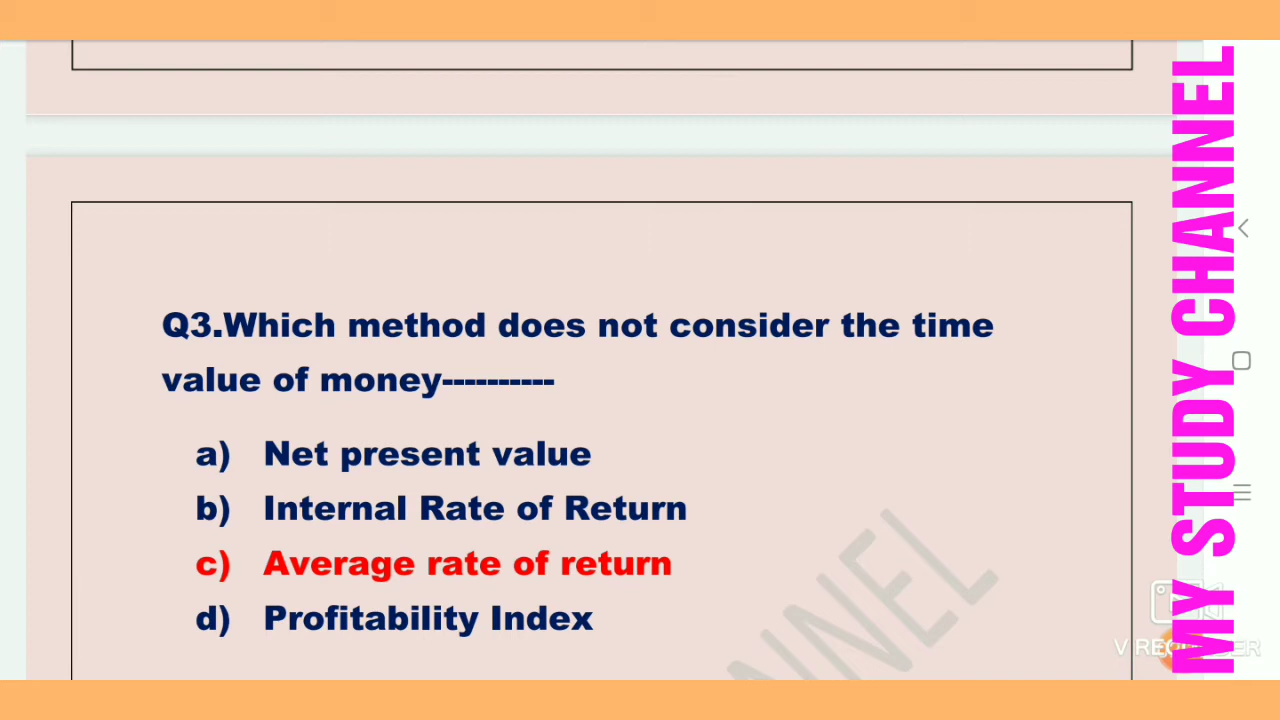 Q3.Which method does not consider the time
value of money----------
a) Net present value
b) Internal Rate of Return
c) Average rate of return
d) Profitability Index
MY STUDY CHANNEL
NNEL